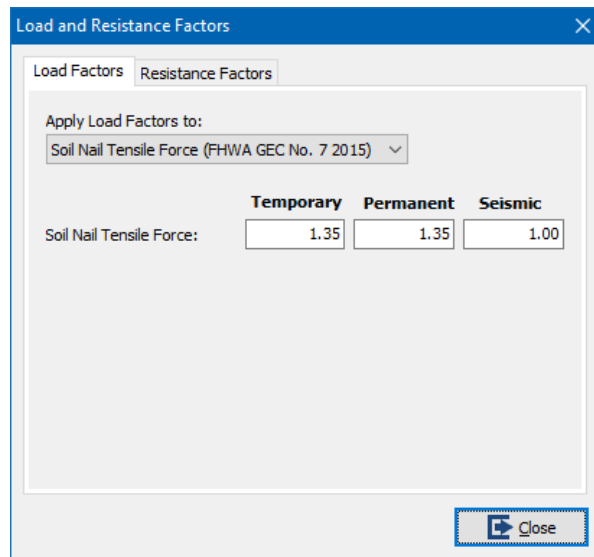 Load and Resistance Factors
Load Factors Resistance Factors
Apply Load Factors to:
Soil Nail Tensile Force (FHWA GEC No. 7 2015)
Temporary Permanent Seismic
Soil Nail Tensile Force: 1.35 1.35 1.00
Close